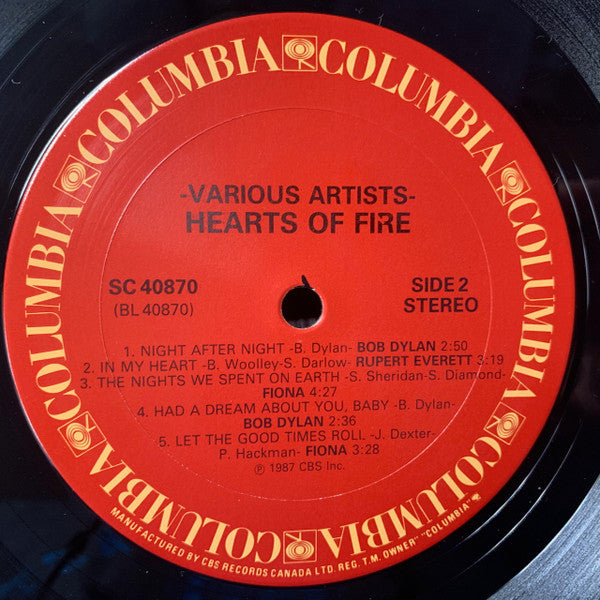 COLUMBIA COLUMBIA COLUMBIA COLUMBIA COLUMBIA COLUMBIA
-VARIOUS ARTISTS-
HEARTS OF FIRE
SC 40870
(BL 40870)
SIDE 2
STEREO
1. NIGHT AFTER NIGHT -B. Dylan- BOB DYLAN 2:50
2. IN MY HEART -B. Woolley-S. Darlow- RUPERT EVERETT 3:19
3. THE NIGHTS WE SPENT ON EARTH -S. Sheridan-S. Diamond-
FIONA 4:27
4. HAD A DREAM ABOUT YOU, BABY -B. Dylan-
BOB DYLAN 2:36
5. LET THE GOOD TIMES ROLL -J. Dexter-
P. Hackman- FIONA 3:28
℗ 1987 CBS Inc.
MANUFACTURED BY CBS RECORDS CANADA LTD. REG. T.M. OWNER" "COLUMBIA"